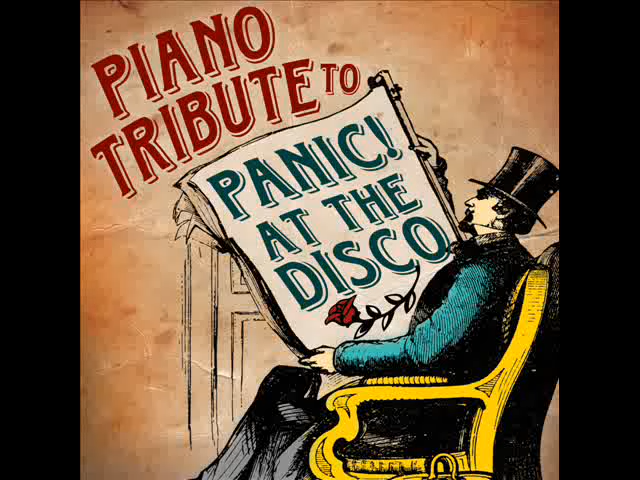 PIANO
TRIBUTE TO
PANIC!
AT THE
DISCO